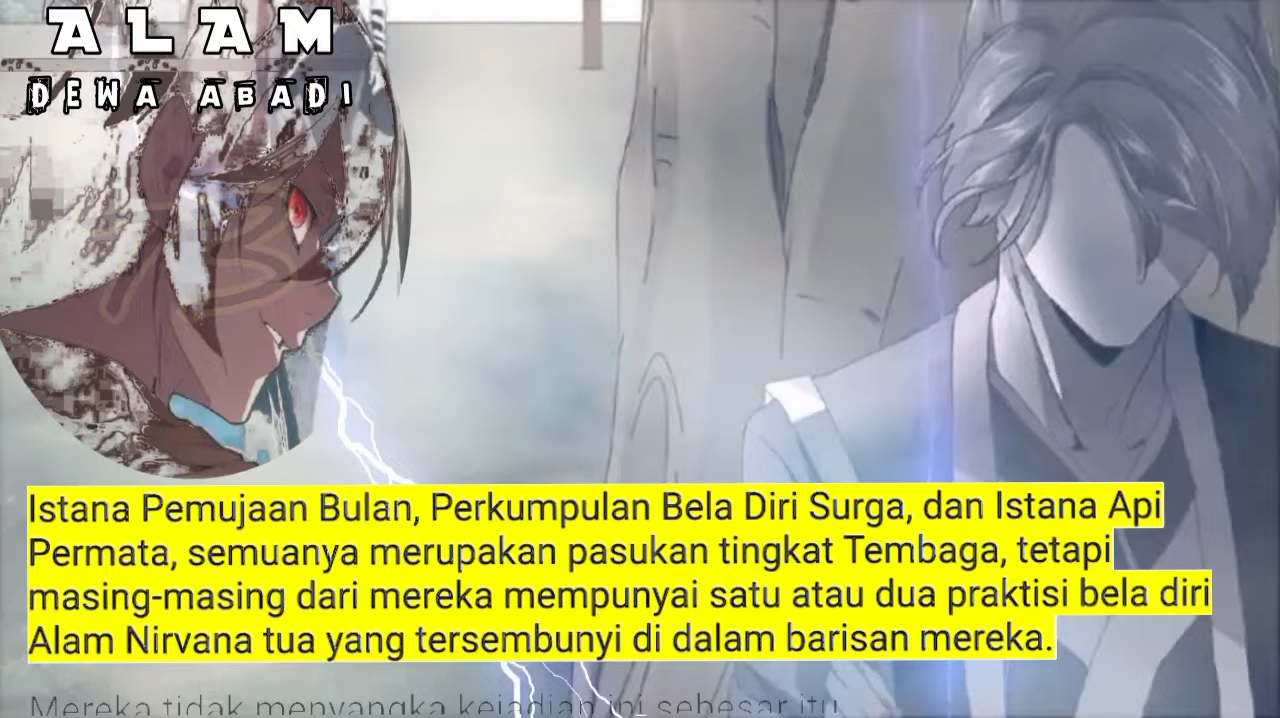 ALAM
DEWA ABADI
Istana Pemujaan Bulan, Perkumpulan Bela Diri Surga, dan Istana Api
Permata, semuanya merupakan pasukan tingkat Tembaga, tetapi
masing-masing dari mereka mempunyai satu atau dua praktisi bela diri
Alam Nirvana tua yang tersembunyi di dalam barisan mereka.
Mereka tidak menyangka kejadian ini sebesar itu